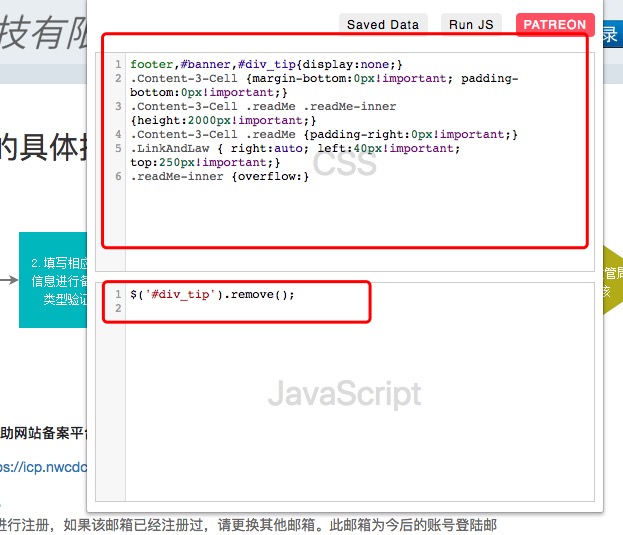 技有限
Saved Data
Run JS
PATREON
录
1 footer,#banner,#div_tip{display:none;}
2 .Content-3-Cell {margin-bottom:0px!important; padding-
bottom:0px!important;}
3 .Content-3-Cell .readMe .readMe-inner
{height:2000px!important;}
4 .Content-3-Cell .readMe {padding-right:0px!important;}
5 .LinkAndLaw { right:auto; left:40px!important;
top:250px!important;}
6 .readMe-inner {overflow:}
CSS
的具体
2. 填写相应
信息进行备
类型验证
管局
核
1 $('#div_tip').remove();
2
JavaScript
助网站备案平台
ps://icp.nwcdc
进行注册，如果该邮箱已经注册过，请更换其他邮箱。此邮箱为今后的账号登陆邮